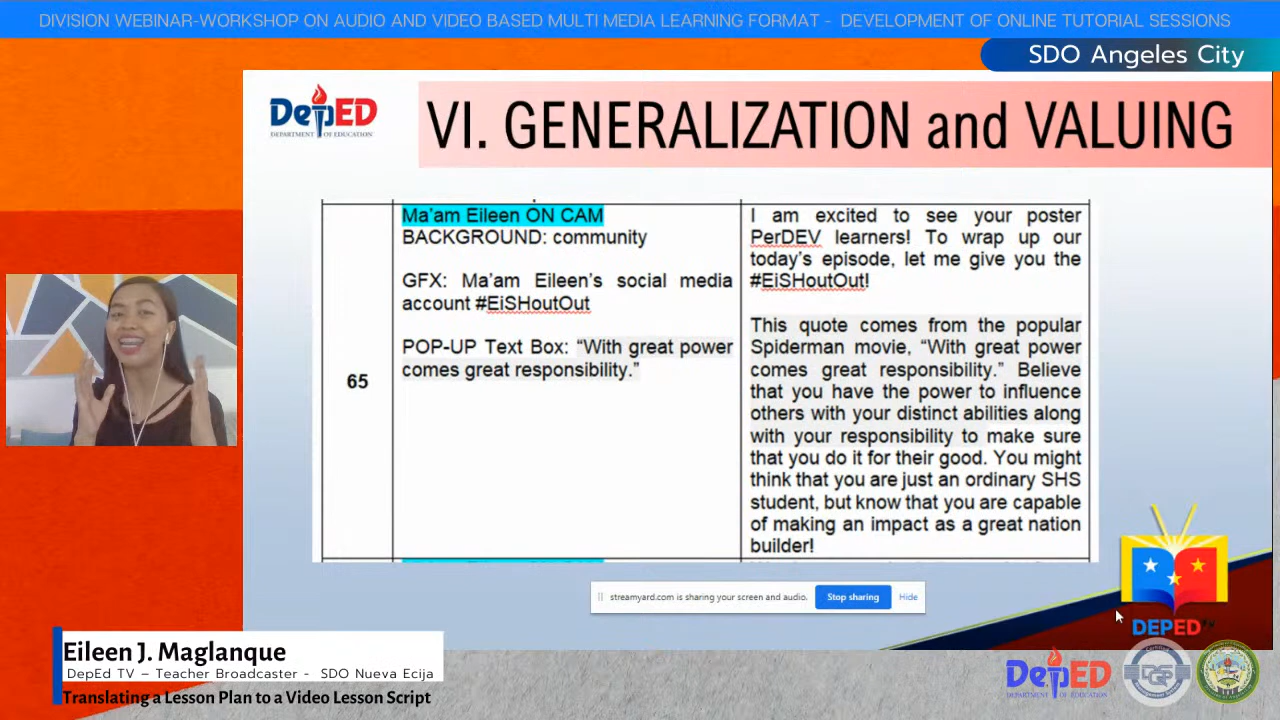 DIVISION WEBINAR-WORKSHOP ON AUDIO AND VIDEO BASED MULTI MEDIA LEARNING FORMAT - DEVELOPMENT OF ONLINE TUTORIAL SESSIONS
SDO Angeles City
DepED
DEPARTMENT OF EDUCATION
VI. GENERALIZATION and VALUING
65
Ma'am Eileen ON CAM
BACKGROUND: community
GFX: Ma'am Eileen's social media
account #EiSHoutOut
POP-UP Text Box: “With great power
comes great responsibility.”
I am excited to see your poster
PerDEV learners! To wrap up our
today's episode, let me give you the
#EiSHoutOut!
This quote comes from the popular
Spiderman movie, “With great power
comes great responsibility.” Believe
that you have the power to influence
others with your distinct abilities along
with your responsibility to make sure
that you do it for their good. You might
think that you are just an ordinary SHS
student, but know that you are capable
of making an impact as a great nation
builder!
streamyard.com is sharing your screen and audio.
Stop sharing
Hide
DEPED TV
Eileen J. Maglanque
DepEd TV – Teacher Broadcaster - SDO Nueva Ecija
Translating a Lesson Plan to a Video Lesson Script
DepED
DEPARTMENT OF EDUCATION